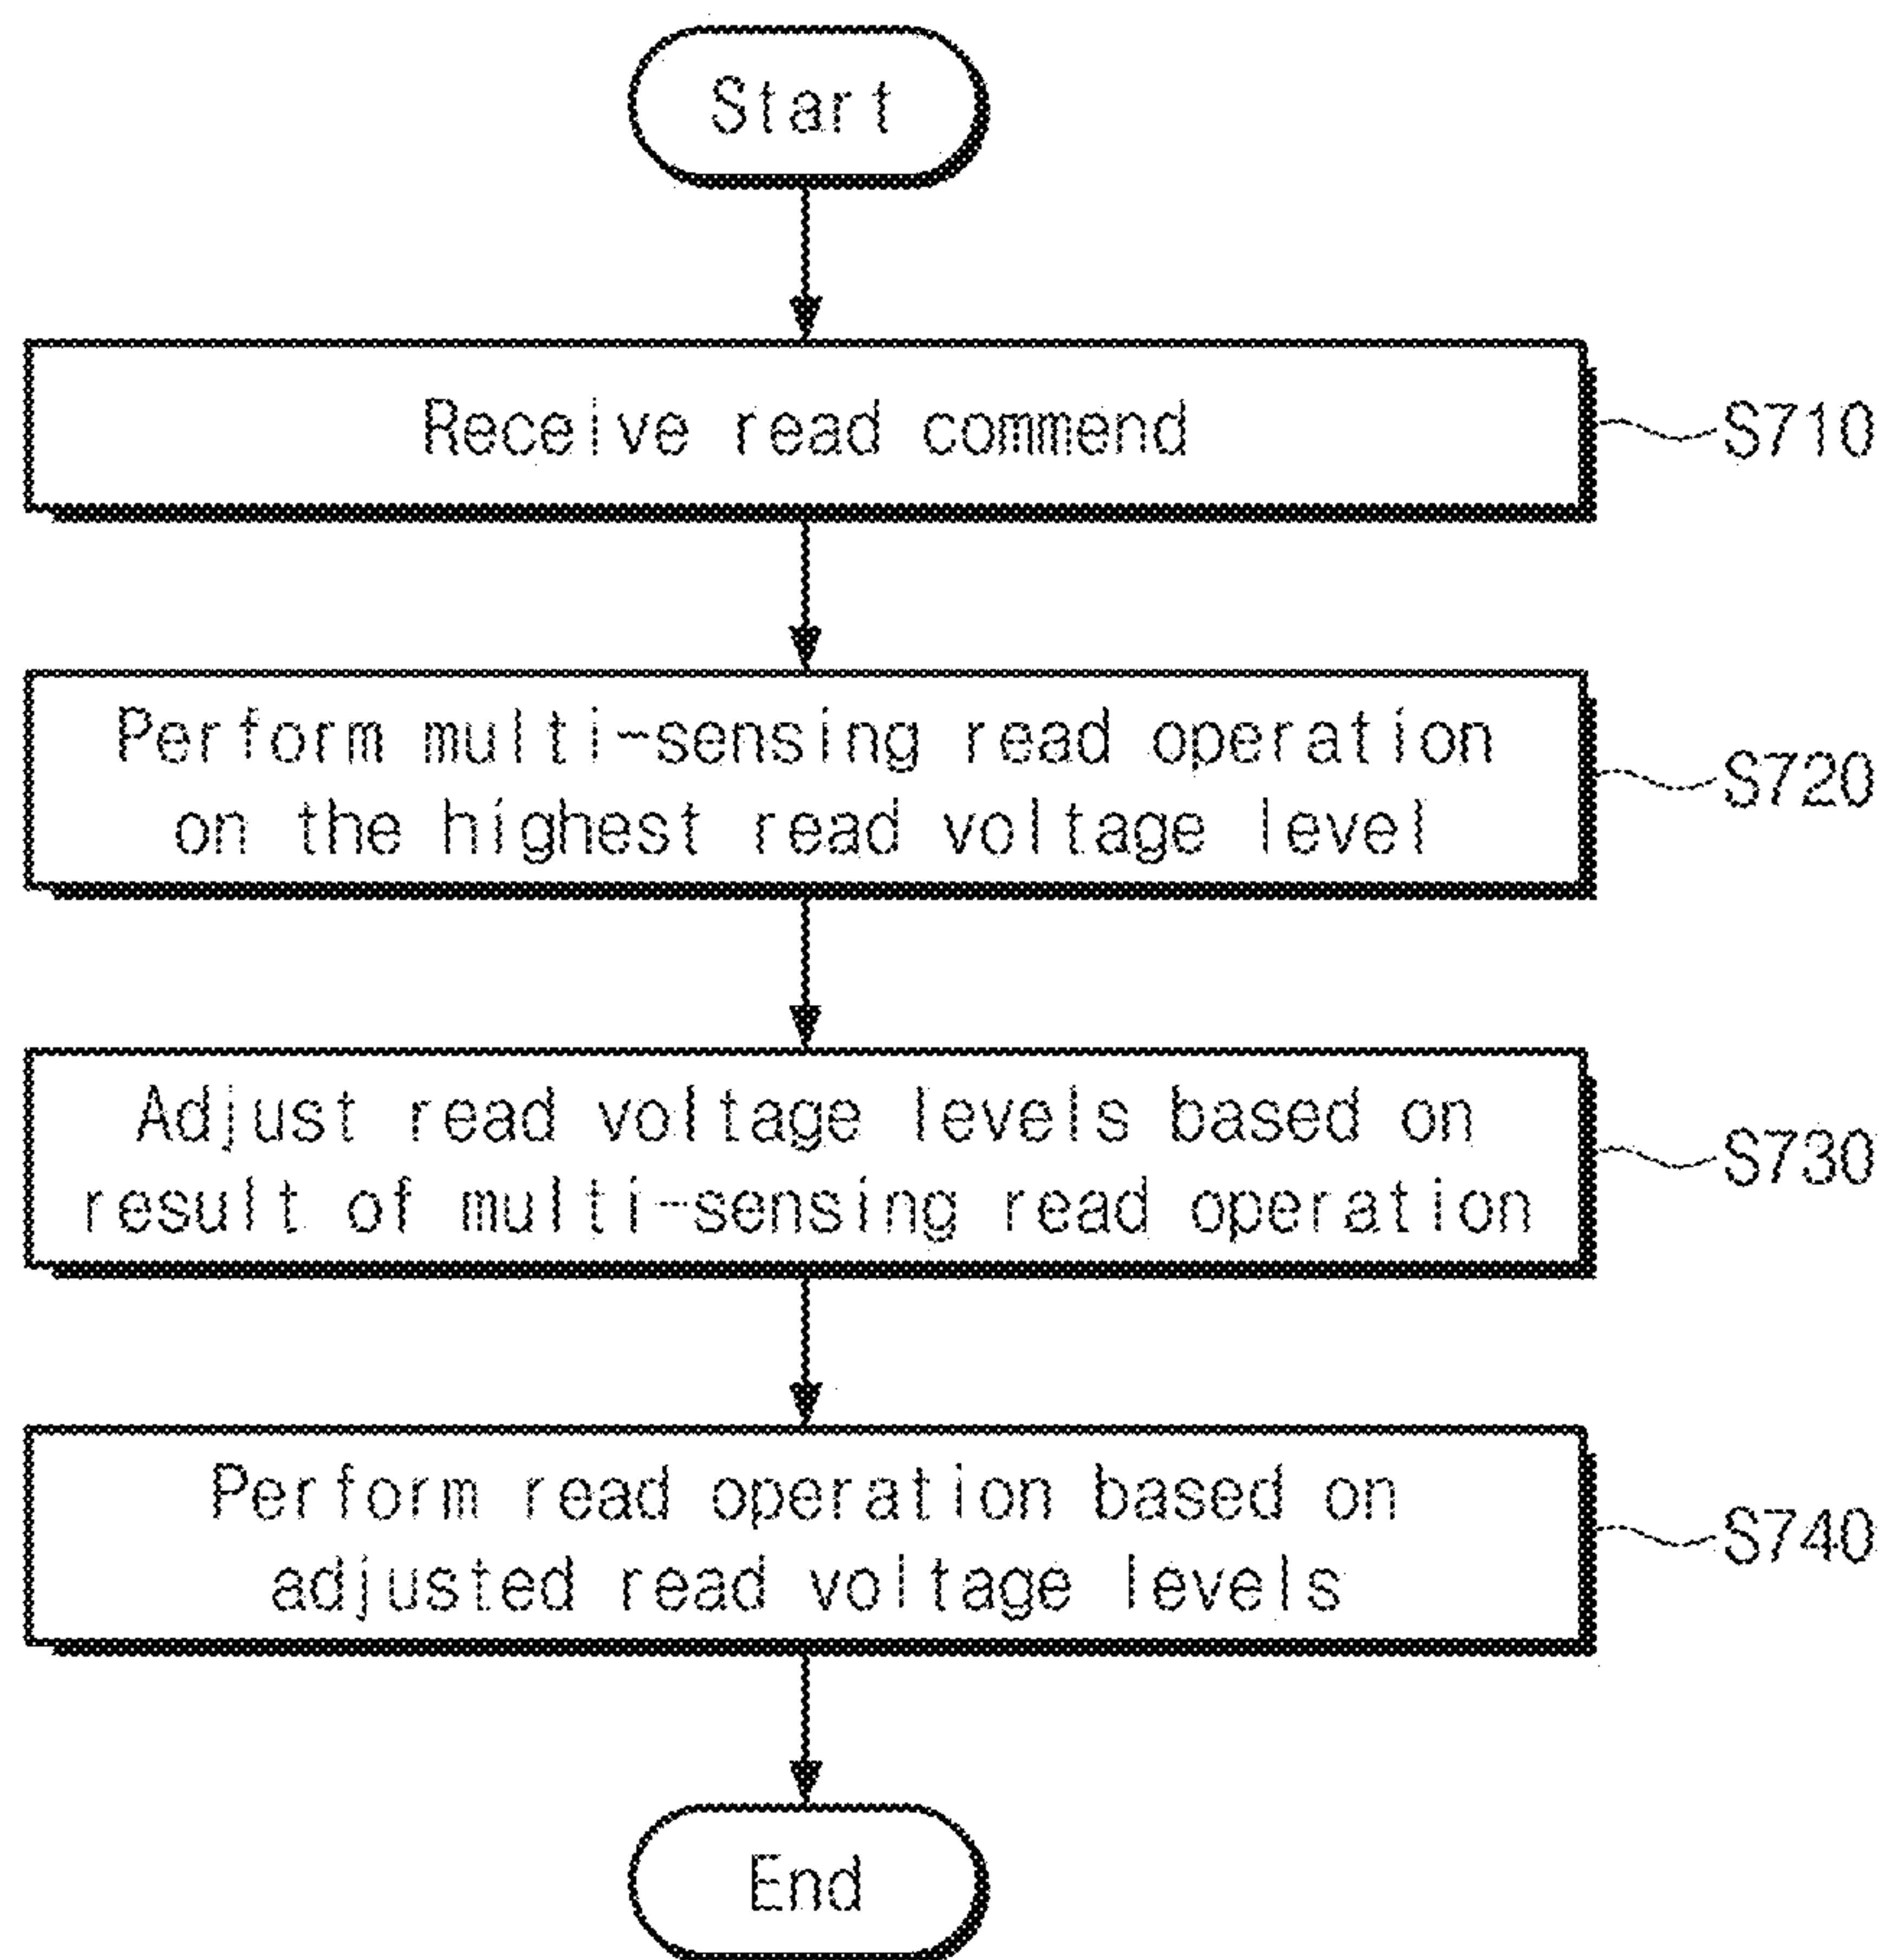 Start
Receive read commend
S710
Perform multi-sensing read operation
on the highest read voltage level
S720
Adjust read voltage levels based on
result of multi-sensing read operation
S730
Perform read operation based on
adjusted read voltage levels
S740
End